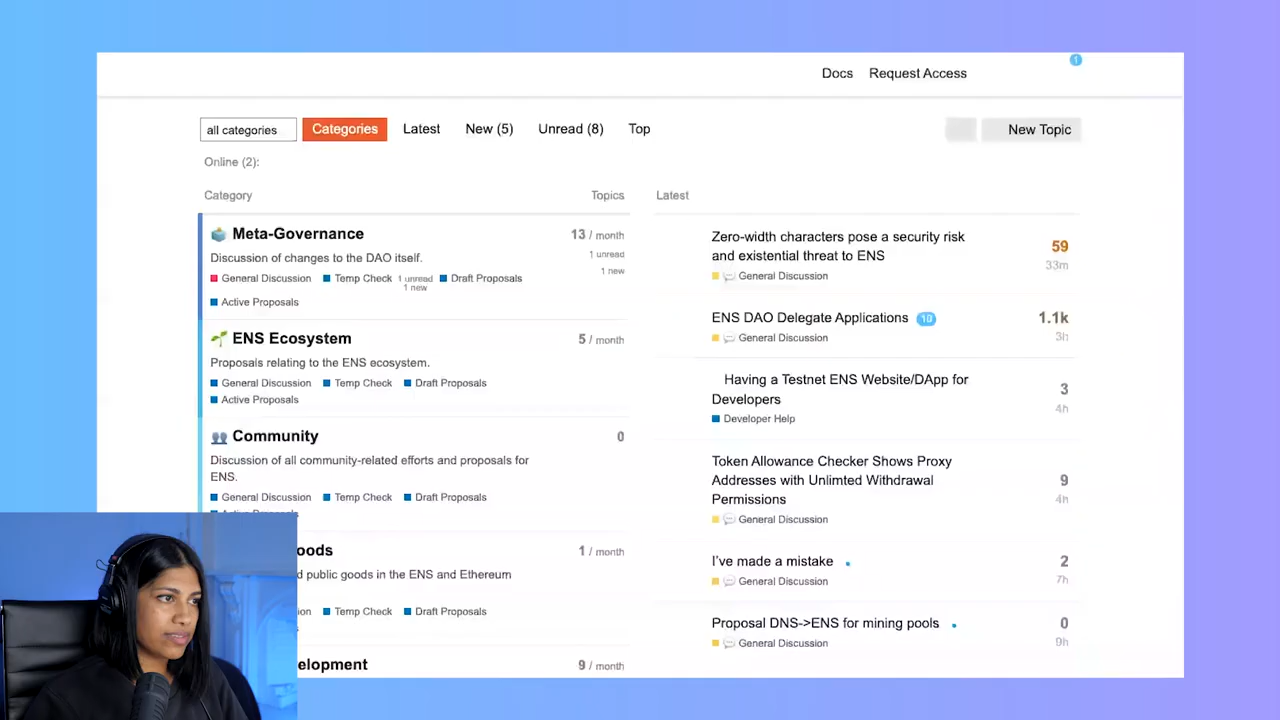 1
Docs Request Access
all categories Categories Latest New (5) Unread (8) Top New Topic
Online (2):
Category Topics
Meta-Governance 13 / month
Discussion of changes to the DAO itself. 1 unread
General Discussion Temp Check 1 unread Draft Proposals 1 new
1 new
Active Proposals
ENS Ecosystem 5 / month
Proposals relating to the ENS ecosystem.
General Discussion Temp Check Draft Proposals
Active Proposals
Community 0
Discussion of all community-related efforts and proposals for
ENS.
General Discussion Temp Check Draft Proposals
oods 1 / month
d public goods in the ENS and Ethereum
ion Temp Check Draft Proposals
elopment 9 / month
Latest
Zero-width characters pose a security risk 59
and existential threat to ENS 33m
General Discussion
ENS DAO Delegate Applications 10 1.1k
General Discussion 3h
Having a Testnet ENS Website/DApp for 3
Developers 4h
Developer Help
Token Allowance Checker Shows Proxy
Addresses with Unlimted Withdrawal 9
Permissions 4h
General Discussion
I've made a mistake 2
General Discussion 7h
Proposal DNS->ENS for mining pools 0
General Discussion 9h